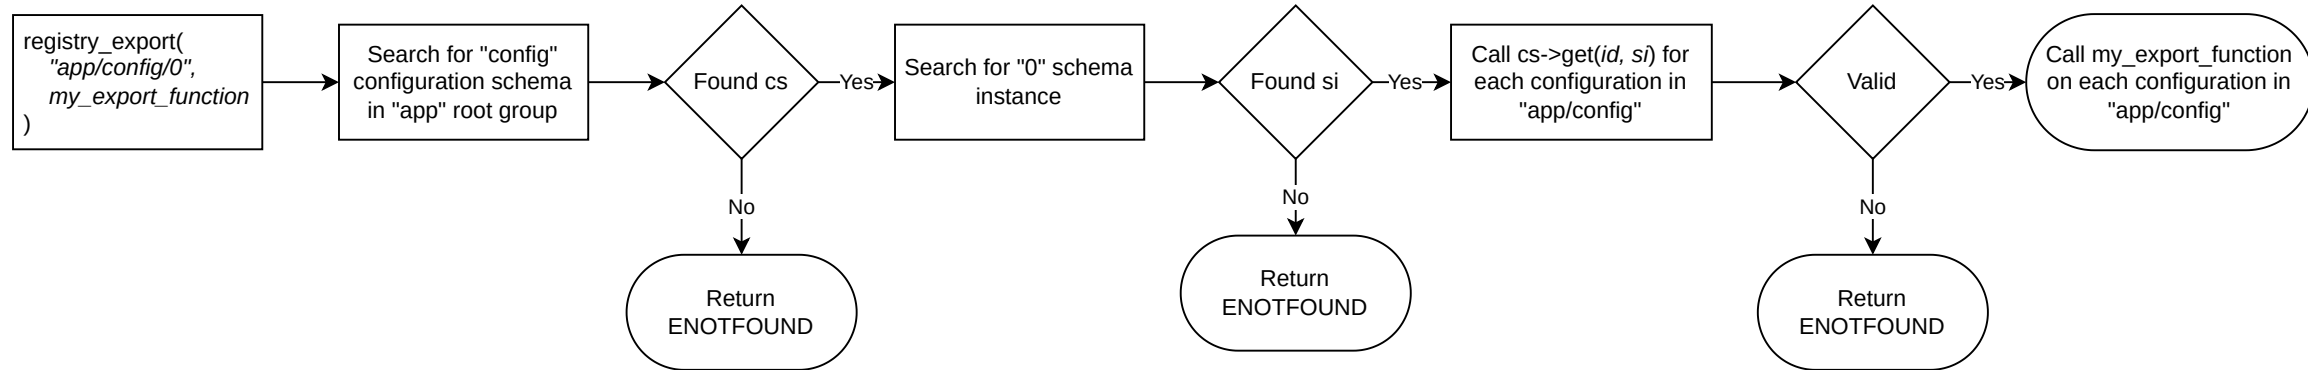 registry_export(
"app/config/0",
my_export_function
)
Search for "config"
configuration schema
in "app" root group
Found cs
Yes
No
Return
ENOTFOUND
Search for "0" schema
instance
Found si
Yes
No
Return
ENOTFOUND
Call cs->get(id, si) for
each configuration in
"app/config"
Valid
Yes
No
Return
ENOTFOUND
Call my_export_function
on each configuration in
"app/config"